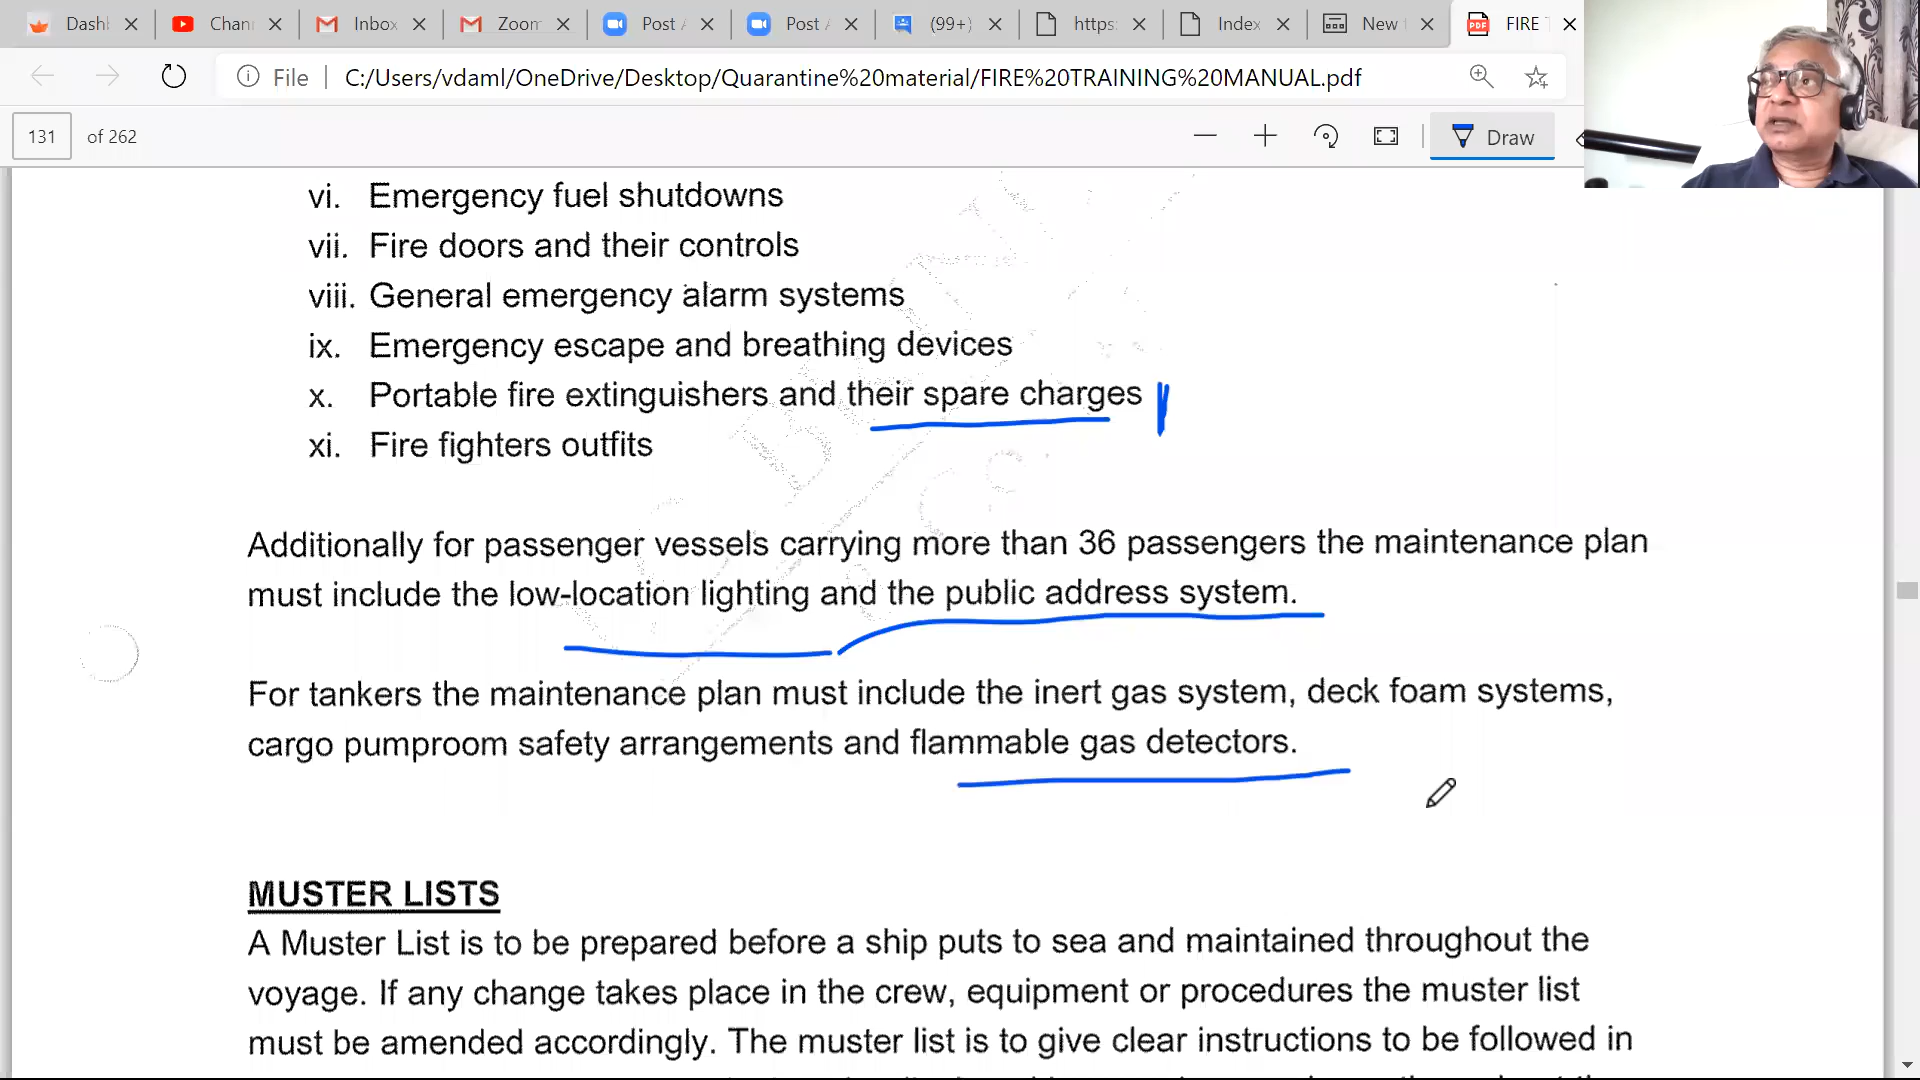 Dash
Chan
Inbox
Zoom
Post
Post
(99+)
https:
Index
New
FIRE
File
C:/Users/vdaml/OneDrive/Desktop/Quarantine%20material/FIRE%20TRAINING%20MANUAL.pdf
131 of 262
Draw
vi. Emergency fuel shutdowns
vii. Fire doors and their controls
viii. General emergency alarm systems
ix. Emergency escape and breathing devices
x. Portable fire extinguishers and their spare charges
xi. Fire fighters outfits
Additionally for passenger vessels carrying more than 36 passengers the maintenance plan
must include the low-location lighting and the public address system.
For tankers the maintenance plan must include the inert gas system, deck foam systems,
cargo pumproom safety arrangements and flammable gas detectors.
MUSTER LISTS
A Muster List is to be prepared before a ship puts to sea and maintained throughout the
voyage. If any change takes place in the crew, equipment or procedures the muster list
must be amended accordingly. The muster list is to give clear instructions to be followed in